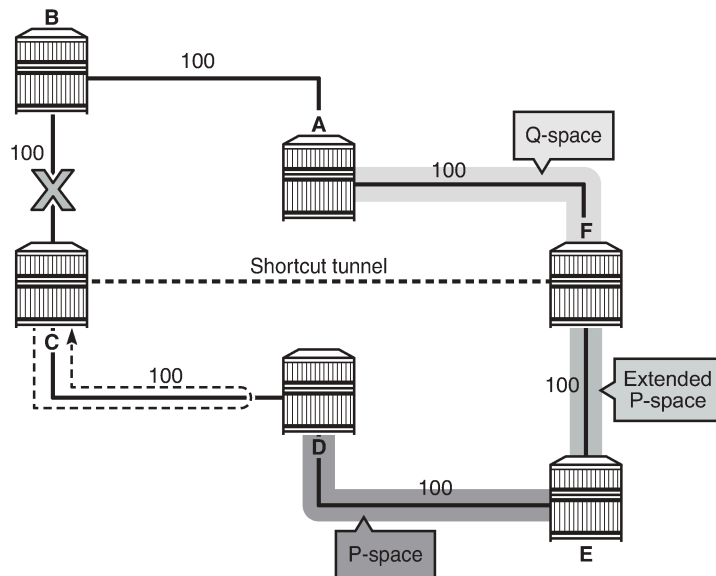 B
100
A
Q-space
100
100
F
Shortcut tunnel
C
100
100
Extended
P-space
D
100
P-space
E